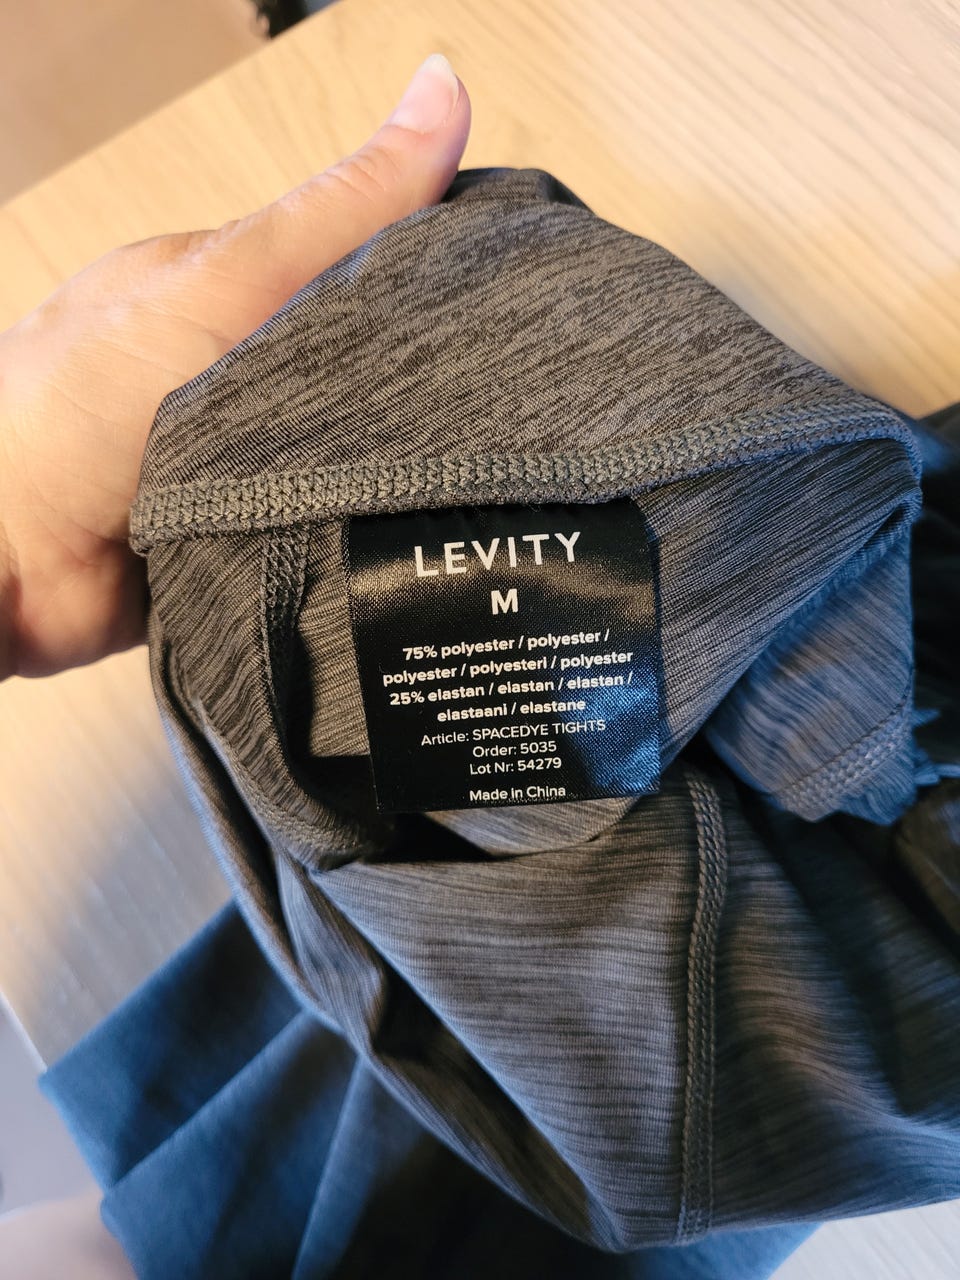 LEVITY
M
75% polyester / polyester /
polyester / polyesteri / polyester
25% elastan / elastan / elastan /
elastaani / elastane
Article: SPACEDYE TIGHTS
Order: 5035
Lot Nr: 54279
Made in China